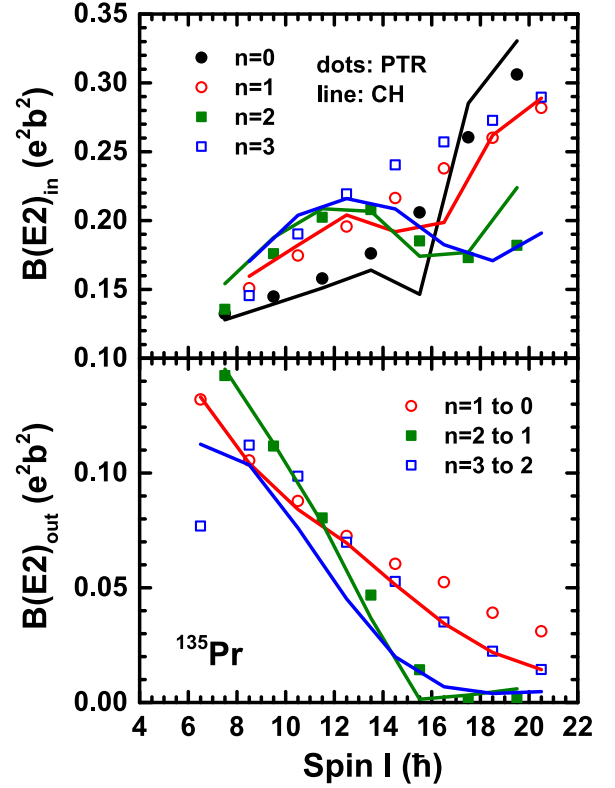 0.35
0.30
0.25
0.20
0.15
0.10
B(E2)in (e²b²)
n=0
n=1
n=2
n=3
dots: PTR
line: CH
0.10
0.05
0.00
B(E2)out (e²b²)
n=1 to 0
n=2 to 1
n=3 to 2
¹³⁵Pr
4 6 8 10 12 14 16 18 20 22
Spin I (ħ)